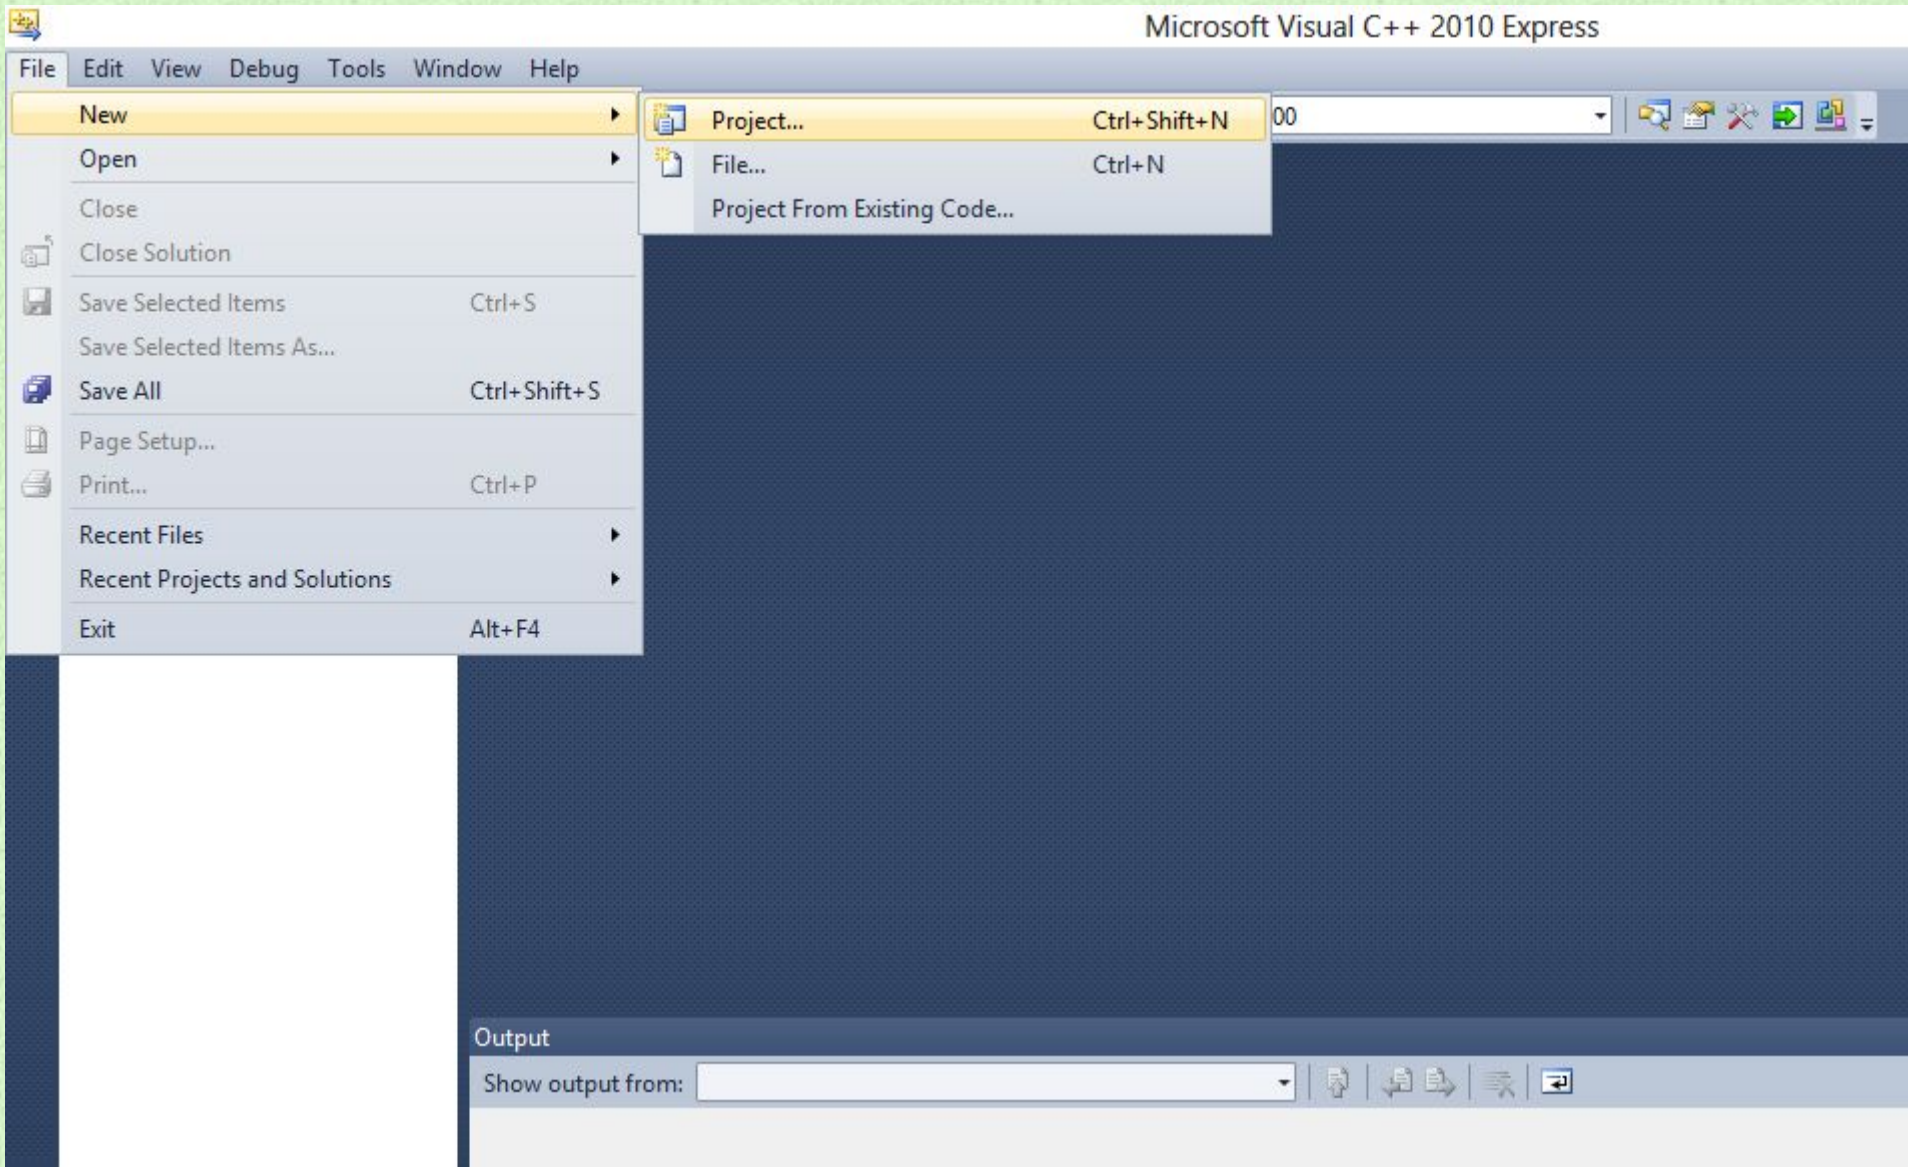 Microsoft Visual C++ 2010 Express
File Edit View Debug Tools Window Help
New
Project... Ctrl+Shift+N
00
Open
File... Ctrl+N
Close
Project From Existing Code...
Close Solution
Save Selected Items Ctrl+S
Save Selected Items As...
Save All Ctrl+Shift+S
Page Setup...
Print... Ctrl+P
Recent Files
Recent Projects and Solutions
Exit Alt+F4
Output
Show output from: